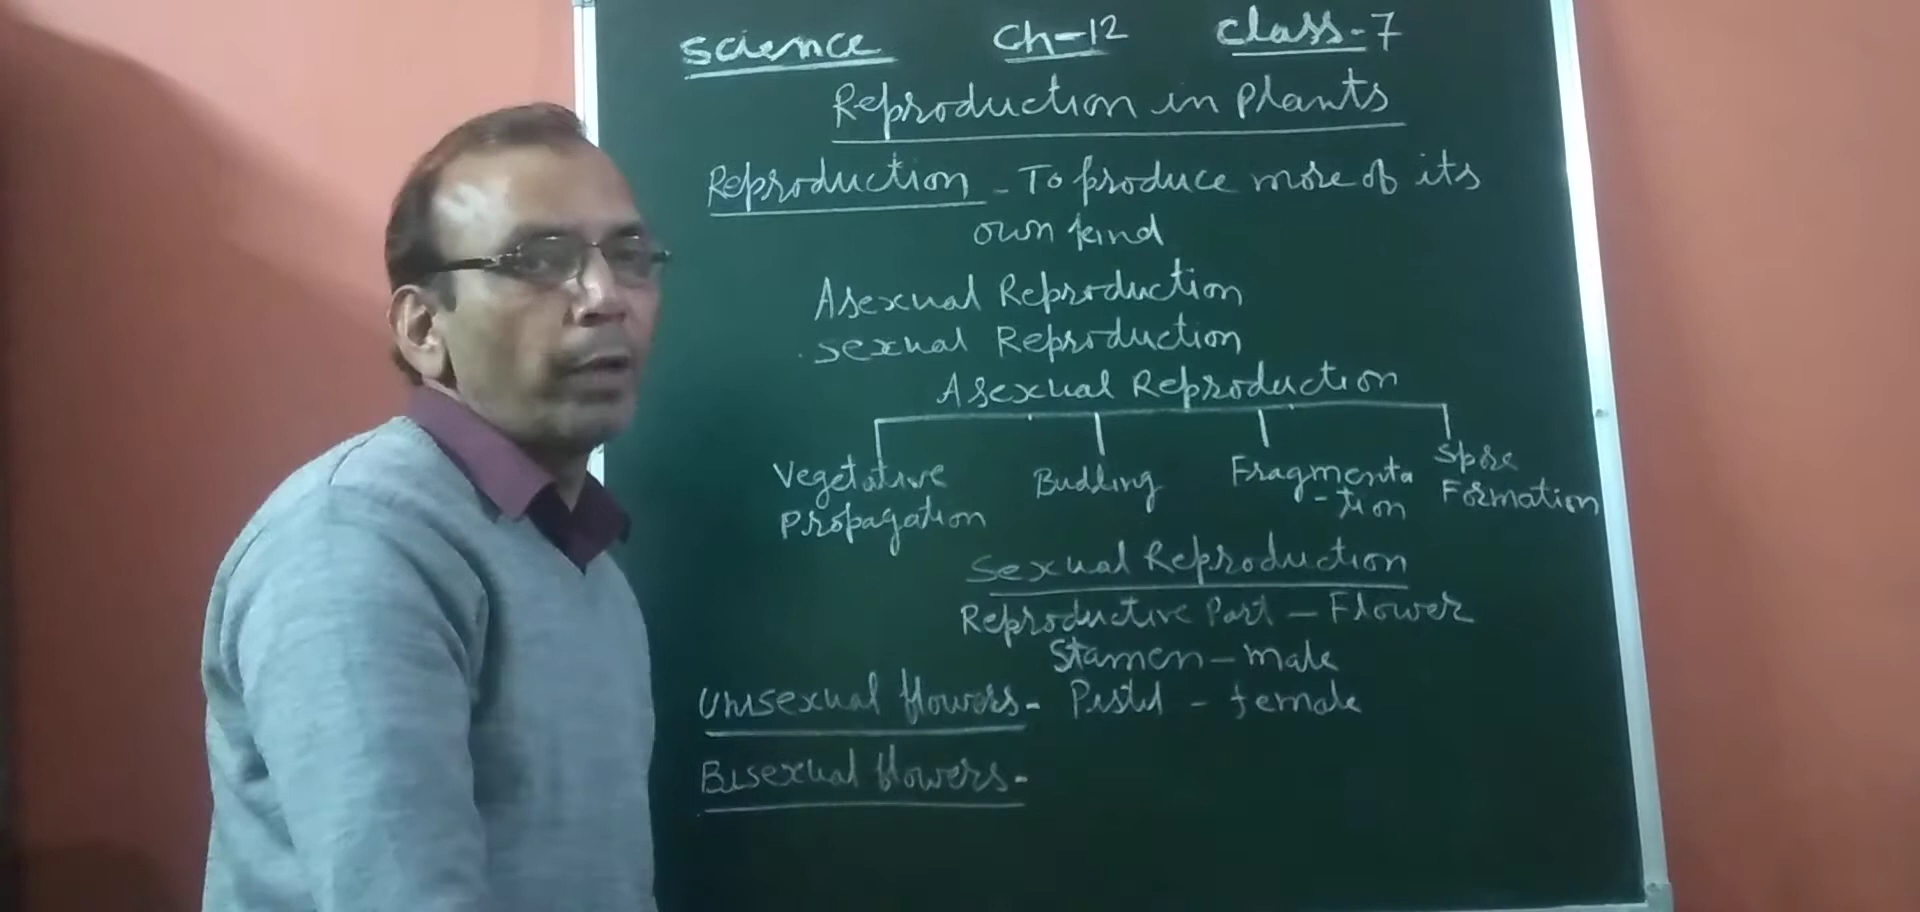 Science Ch-12 Class-7
Reproduction in plants
Reproduction - To produce more of its
own kind
Asexual Reproduction
Sexual Reproduction
Asexual Reproduction
Vegetative Propagation
Budding
Fragmenta
-tion
Spore
Formation
Sexual Reproduction
Reproductive Part - Flower
Stamen - male
Unisexual flowers- Pistil - female
Bisexual flowers-